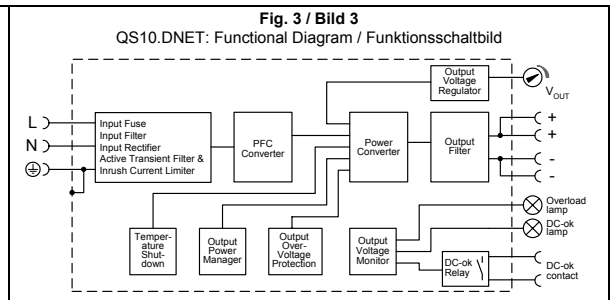 Fig. 3 / Bild 3
QS10.DNET: Functional Diagram / Funktionsschaltbild
Output
Voltage
Regulator
V_OUT
L
N
Input Fuse
Input Filter
Input Rectifier
Active Transient Filter &
Inrush Current Limiter
PFC
Converter
Power
Converter
Output
Filter
+
+
-
-
Temper-
ature
Shut-
down
Output
Power
Manager
Output
Over-
Voltage
Protection
Output
Voltage
Monitor
Overload
lamp
DC-ok
lamp
DC-ok
Relay
DC-ok
contact